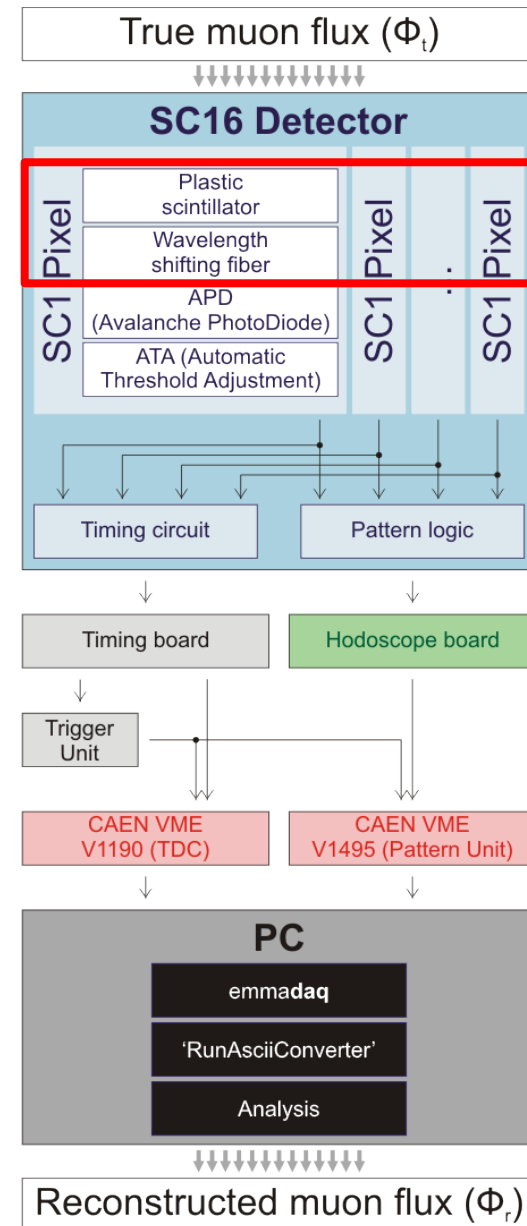 True muon flux (Φt)
SC16 Detector
SC1 Pixel
Plastic
scintillator
Wavelength
shifting fiber
APD
(Avalanche PhotoDiode)
ATA (Automatic
Threshold Adjustment)
SC1 Pixel
. .
SC1 Pixel
Timing circuit
Pattern logic
Timing board
Hodoscope board
Trigger
Unit
CAEN VME
V1190 (TDC)
CAEN VME
V1495 (Pattern Unit)
PC
emmadaq
‘RunAsciiConverter’
Analysis
Reconstructed muon flux (Φr)